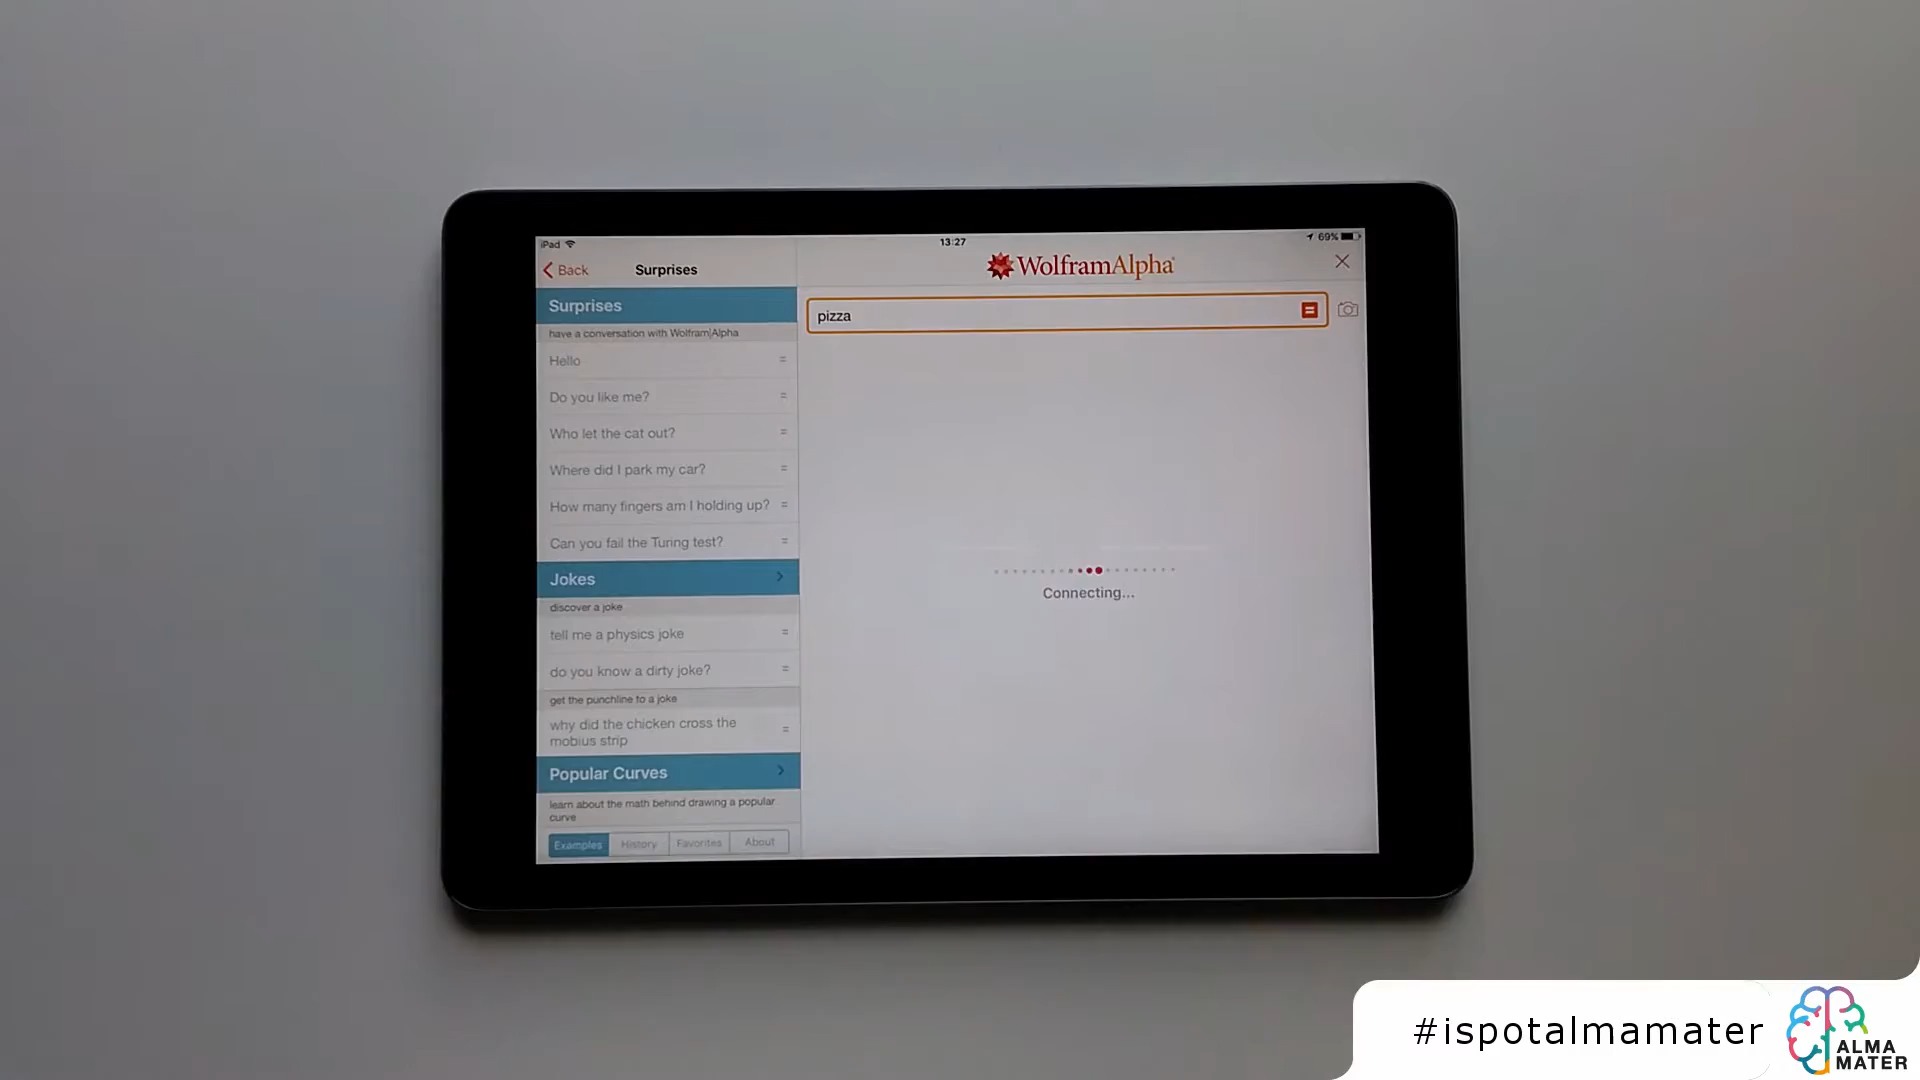 iPad
13:27
69%
Back
Surprises
WolframAlpha
Surprises
have a conversation with Wolfram|Alpha
Hello =
Do you like me? =
Who let the cat out? =
Where did I park my car? =
How many fingers am I holding up? =
Can you fail the Turing test? =
Jokes
discover a joke
tell me a physics joke =
do you know a dirty joke? =
get the punchline to a joke
why did the chicken cross the
mobius strip =
Popular Curves
learn about the math behind drawing a popular
curve
Examples History Favorites About
pizza =
Connecting...
#ispotalmamater
ALMA
MATER